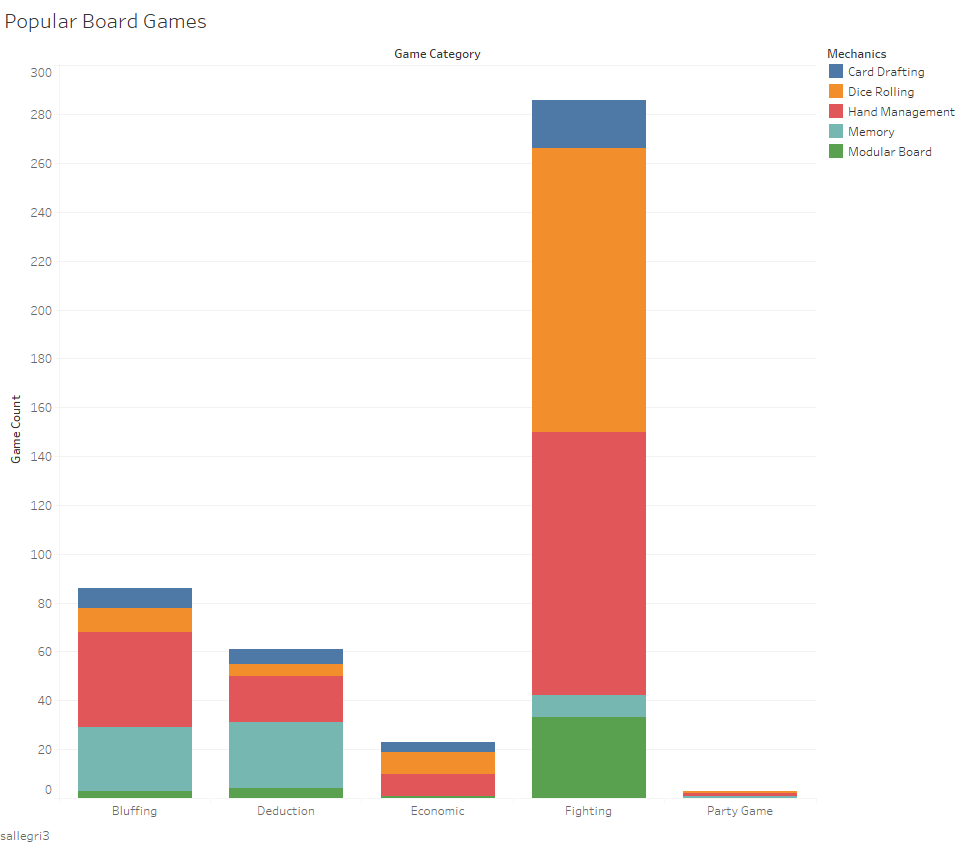 Popular Board Games
Game Category
Mechanics
Card Drafting
Dice Rolling
Hand Management
Memory
Modular Board
Game Count
300
280
260
240
220
200
180
160
140
120
100
80
60
40
20
0
Bluffing
Deduction
Economic
Fighting
Party Game
sallegri3